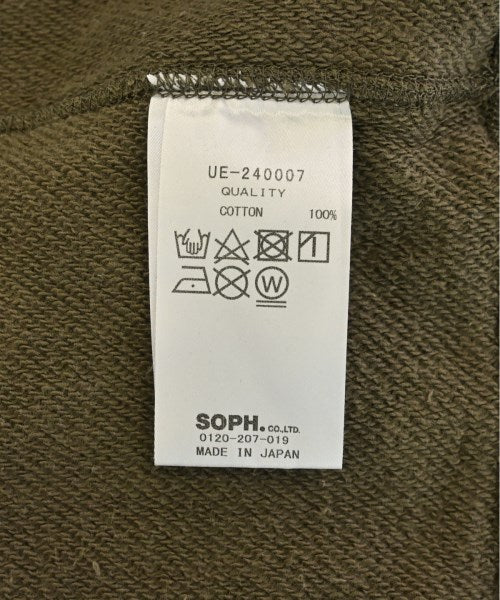 UE-240007
QUALITY
COTTON 100%
W
SOPH. CO.,LTD.
0120-207-019
MADE IN JAPAN